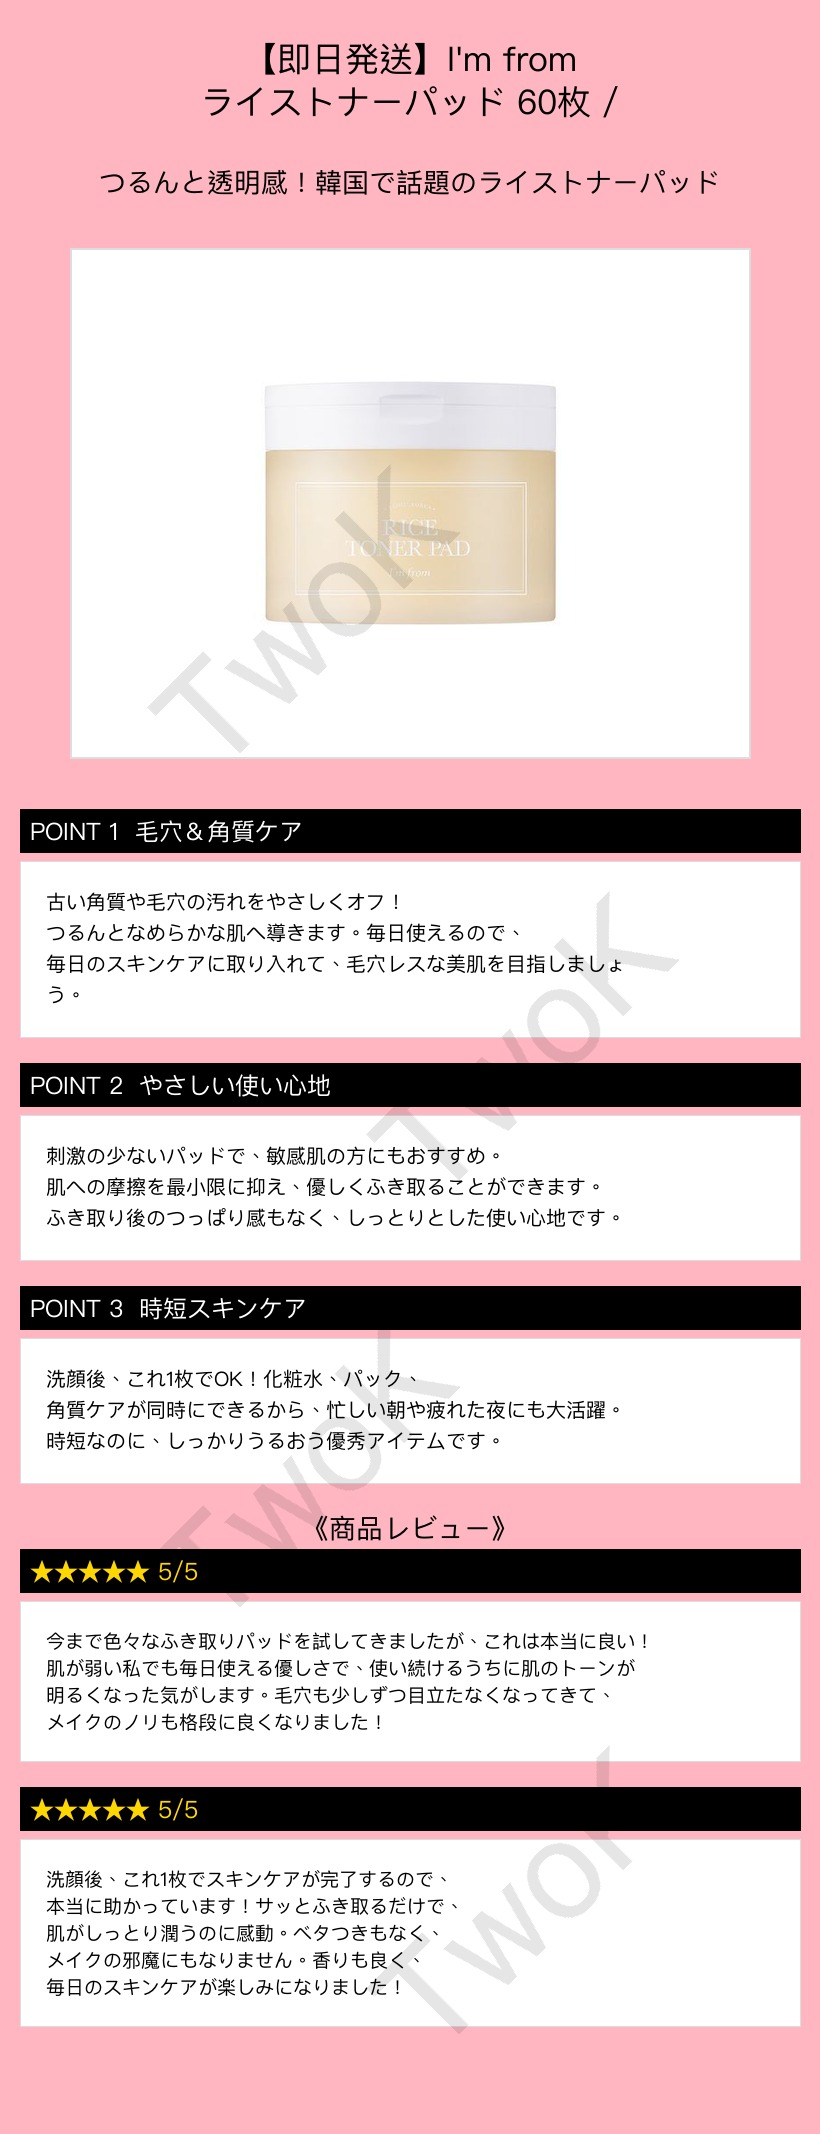 【即日発送】I'm from
ライストナーパッド 60枚 /
つるんと透明感！韓国で話題のライストナーパッド
RICE
TONER PAD
I'm from
TwoK
POINT 1 毛穴＆角質ケア
古い角質や毛穴の汚れをやさしくオフ！
つるんとなめらかな肌へ導きます。毎日使えるので、
毎日のスキンケアに取り入れて、毛穴レスな美肌を目指しましょ
う。
TwoK
POINT 2 やさしい使い心地
刺激の少ないパッドで、敏感肌の方にもおすすめ。
肌への摩擦を最小限に抑え、優しくふき取ることができます。
ふき取り後のつっぱり感もなく、しっとりとした使い心地です。
POINT 3 時短スキンケア
洗顔後、これ1枚でOK！化粧水、パック、
角質ケアが同時にできるから、忙しい朝や疲れた夜にも大活躍。
時短なのに、しっかりうるおう優秀アイテムです。
TwoK
《商品レビュー》
★★★★★ 5/5
今まで色々なふき取りパッドを試してきましたが、これは本当に良い！
肌が弱い私でも毎日使える優しさで、使い続けるうちに肌のトーンが
明るくなった気がします。毛穴も少しずつ目立たなくなってきて、
メイクのノリも格段に良くなりました！
★★★★★ 5/5
洗顔後、これ1枚でスキンケアが完了するので、
本当に助かっています！サッとふき取るだけで、
肌がしっとり潤うのに感動。ベタつきもなく、
メイクの邪魔にもなりません。香りも良く、
毎日のスキンケアが楽しみになりました！
TwoK